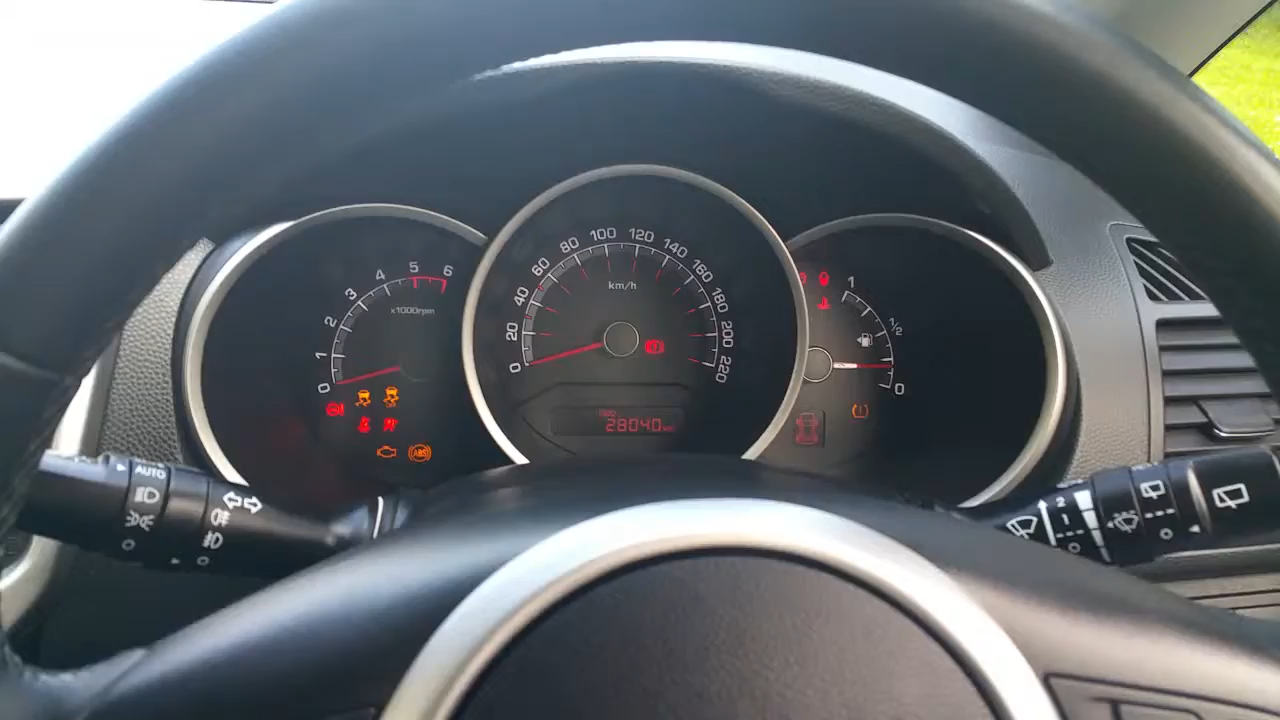 0 1 2 3 4 5 6
x1000rpm
OFF
ABS
0 20 40 60 80 100 120 140 160 180 200 220
km/h
28040
1 1/2 0
AUTO
2
1